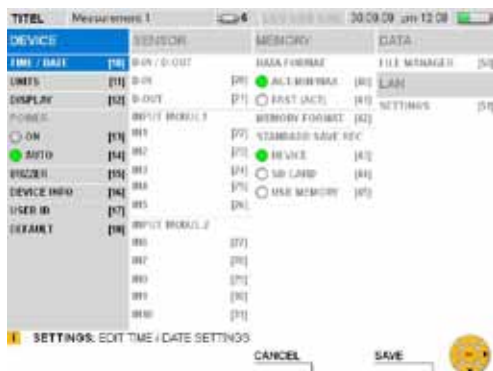 TITEL Measurement 1 6 30.09.09 um 12:08
DEVICE
TIME / DATE [10]
UNITS [11]
DISPLAY [12]
POWER
ON [13]
AUTO [14]
BUZZER [15]
DEVICE INFO [16]
USER ID [17]
DEFAULT [18]
SENSOR
D-IN / D-OUT
D-IN [20]
D-OUT [21]
INPUT MODUL 1
IN1 [22]
IN2 [23]
IN3 [24]
IN4 [25]
IN5 [26]
INPUT MODUL 2
IN6 [27]
IN7 [28]
IN8 [29]
IN9 [30]
IN10 [31]
MEMORY
DATA FORMAT
ACT MIN MAX [40]
FAST (ACT) [41]
MEMORY FORMAT [42]
STANDARD SAVE REC
DEVICE [43]
SD CARD [44]
USB MEMORY [45]
DATA
FILE MANAGER [50]
LAN
SETTINGS [51]
SETTINGS: EDIT TIME / DATE SETTINGS
CANCEL SAVE